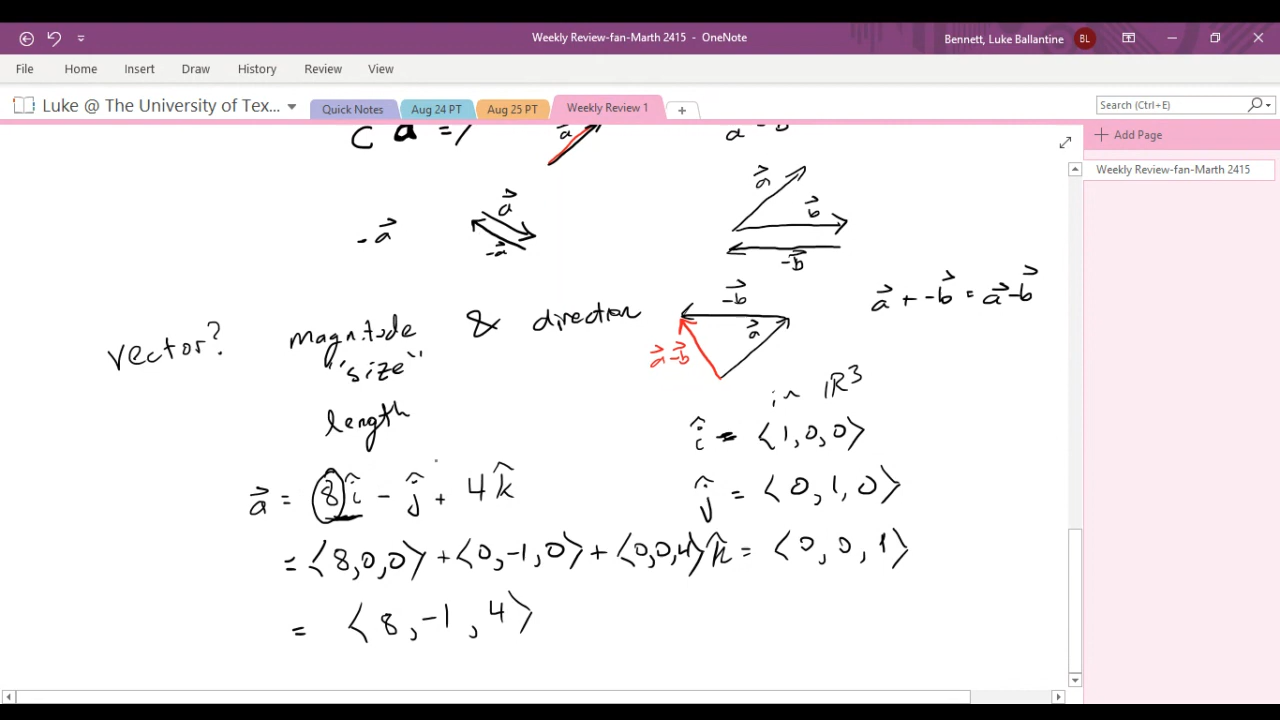 Weekly Review-fan-Marth 2415 - OneNote
Bennett, Luke Ballantine BL
File Home Insert Draw History Review View
Luke @ The University of Tex... Quick Notes Aug 24 PT Aug 25 PT Weekly Review 1 +
Search (Ctrl+E)
Add Page
Weekly Review-fan-Marth 2415
a⃗
a⃗
-a⃗
a⃗
-a⃗
a⃗
b⃗
-b⃗
vector?
magnitude & direction
"size"
length
-b⃗
a⃗
a⃗-b⃗
a⃗ + -b⃗ = a⃗-b⃗
in ℝ3
î = ⟨1,0,0⟩
ĵ = ⟨0,1,0⟩
k̂ = ⟨0,0,1⟩
a⃗ = 8î - ĵ + 4k̂
= ⟨8,0,0⟩ + ⟨0,-1,0⟩ + ⟨0,0,4⟩
= ⟨8,-1,4⟩